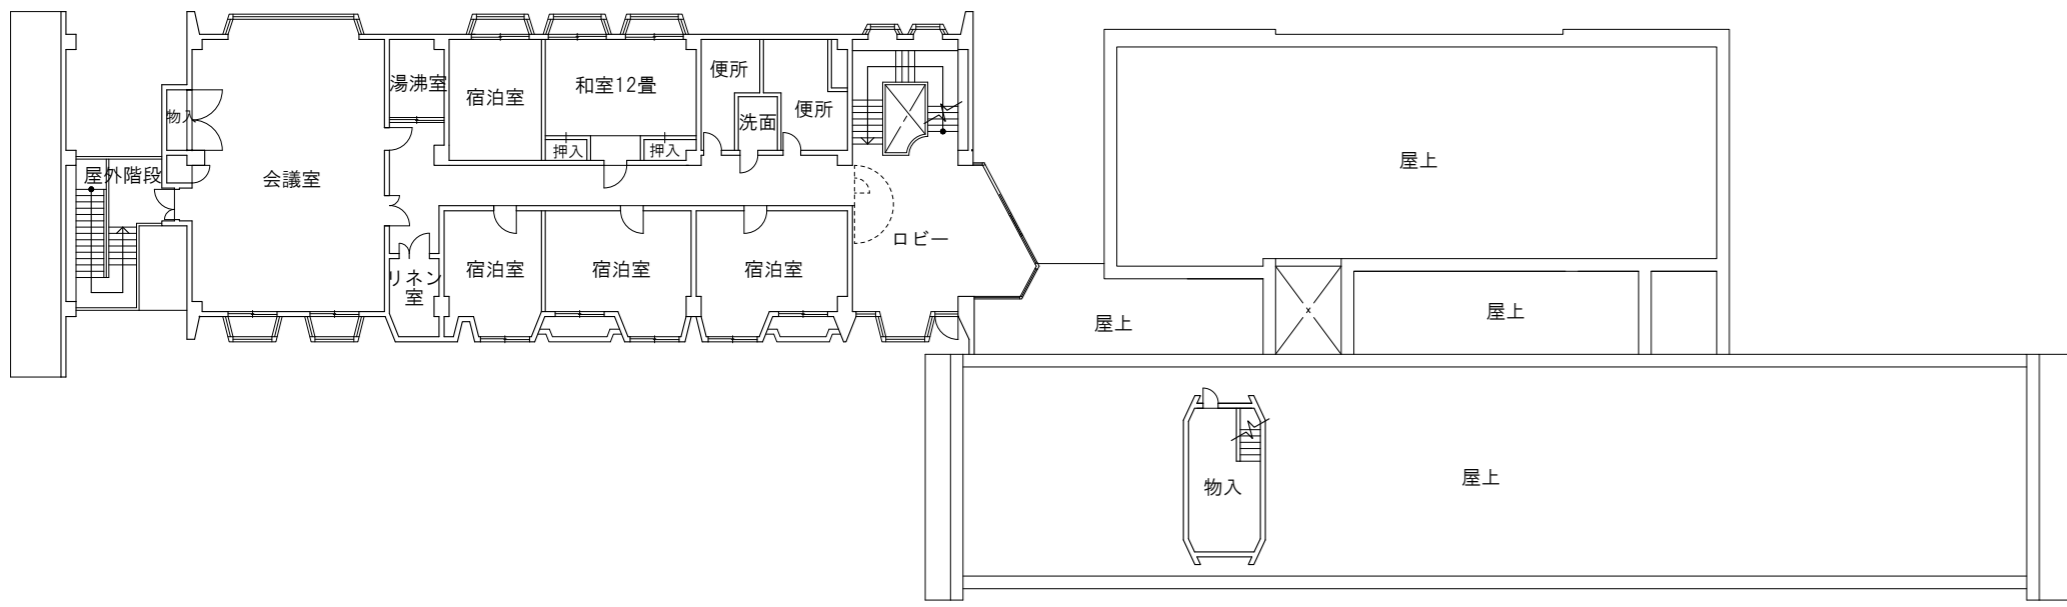 便所
湯沸室
和室12畳
宿泊室
便所
物入
洗面
押入
押入
屋上
屋外階段
会議室
ロビー
宿泊室
宿泊室
宿泊室
リネン
室
屋上
屋上
屋上
物入